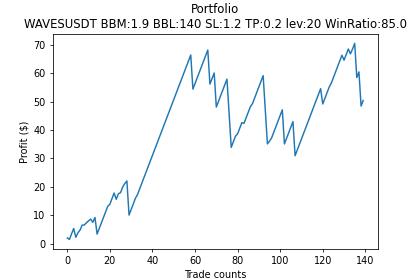 Portfolio
WAVESUSDT BBM:1.9 BBL:140 SL:1.2 TP:0.2 lev:20 WinRatio:85.0
Profit ($)
70
60
50
40
30
20
10
0
0 20 40 60 80 100 120 140
Trade counts